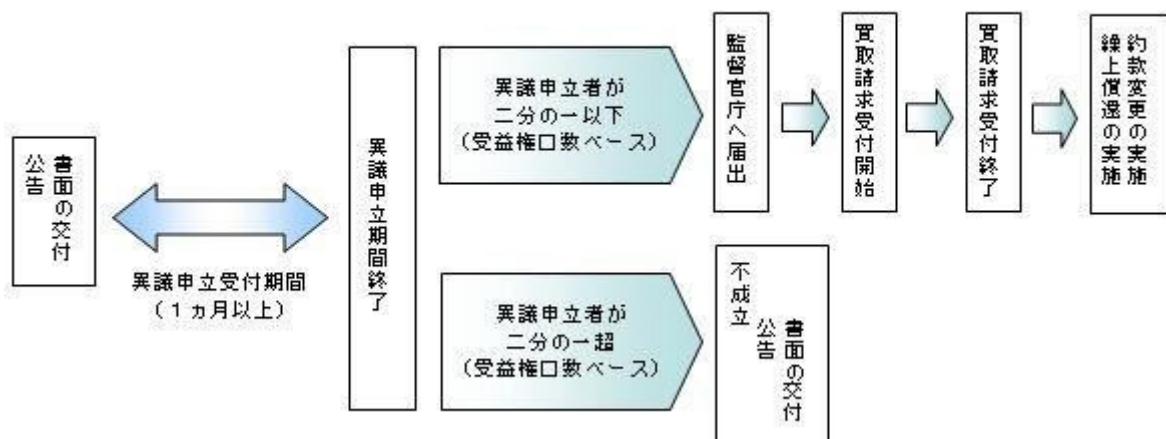 書面の交付
公告
異議申立受付期間
（１ヵ月以上）
異議申立期間終了
異議申立者が
二分の一以下
（受益権口数ベース）
監督官庁へ届出
買取請求受付開始
買取請求受付終了
約款変更の実施
繰上償還の実施
異議申立者が
二分の一超
（受益権口数ベース）
不成立
書面の交付
公告